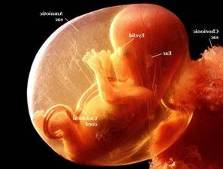 Amniotic
sac
Chorionic
sac
Eyelid
Ear
Umbilical
cord